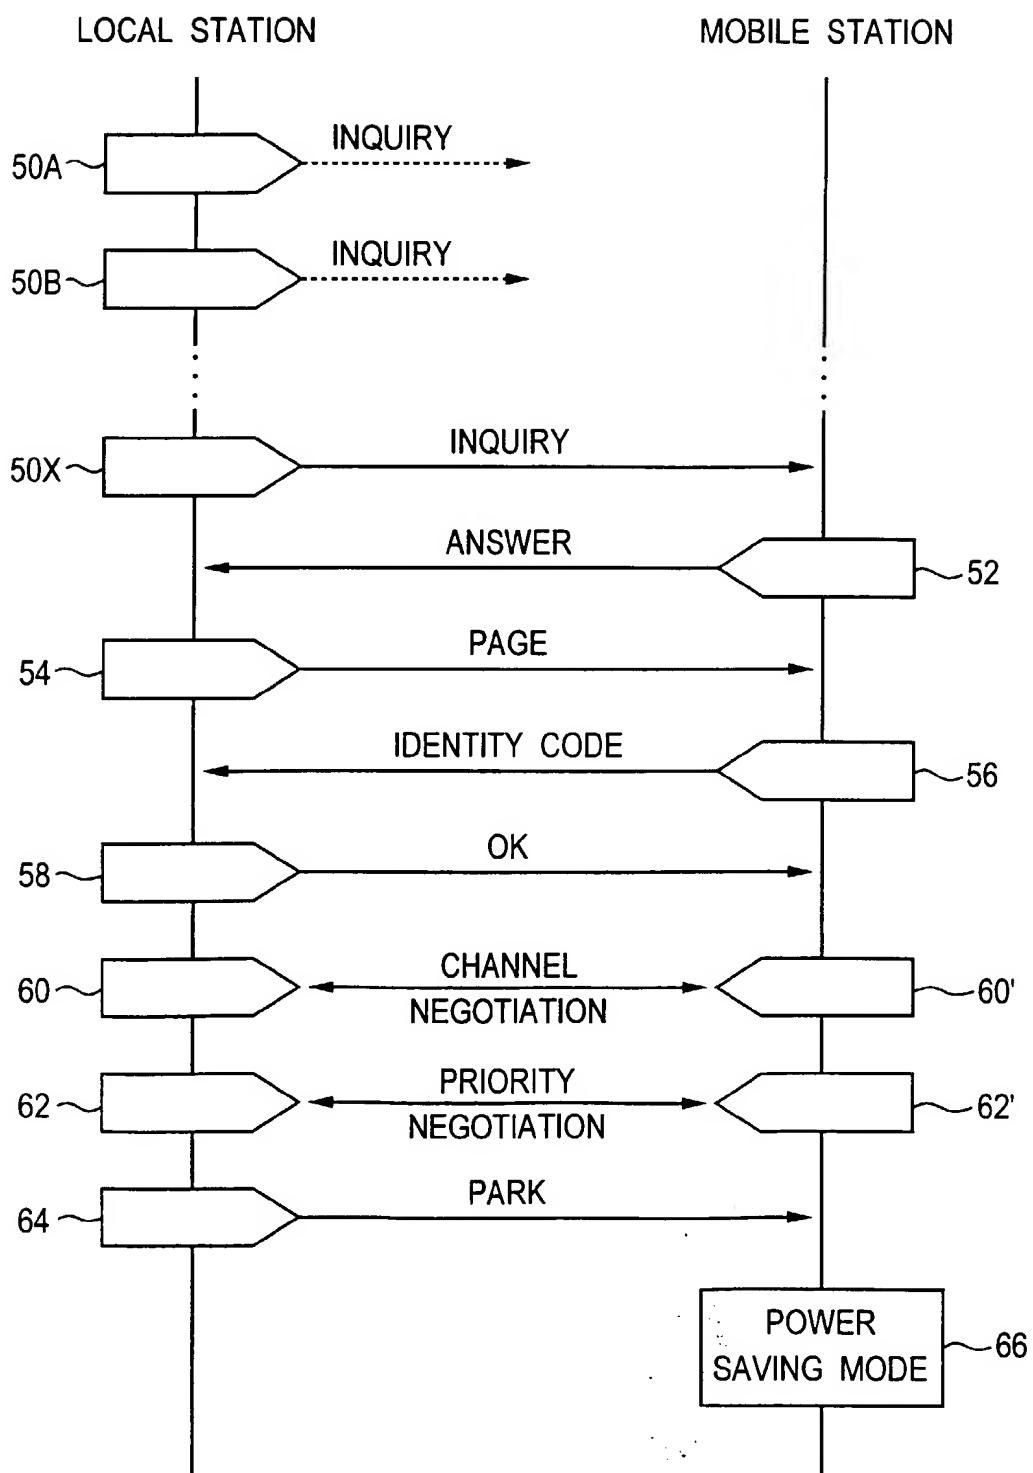 LOCAL STATION
MOBILE STATION
INQUIRY
50A
INQUIRY
50B
INQUIRY
50X
ANSWER
52
PAGE
54
IDENTITY CODE
56
OK
58
CHANNEL
60
60'
NEGOTIATION
PRIORITY
62
62'
NEGOTIATION
PARK
64
POWER
66
SAVING MODE